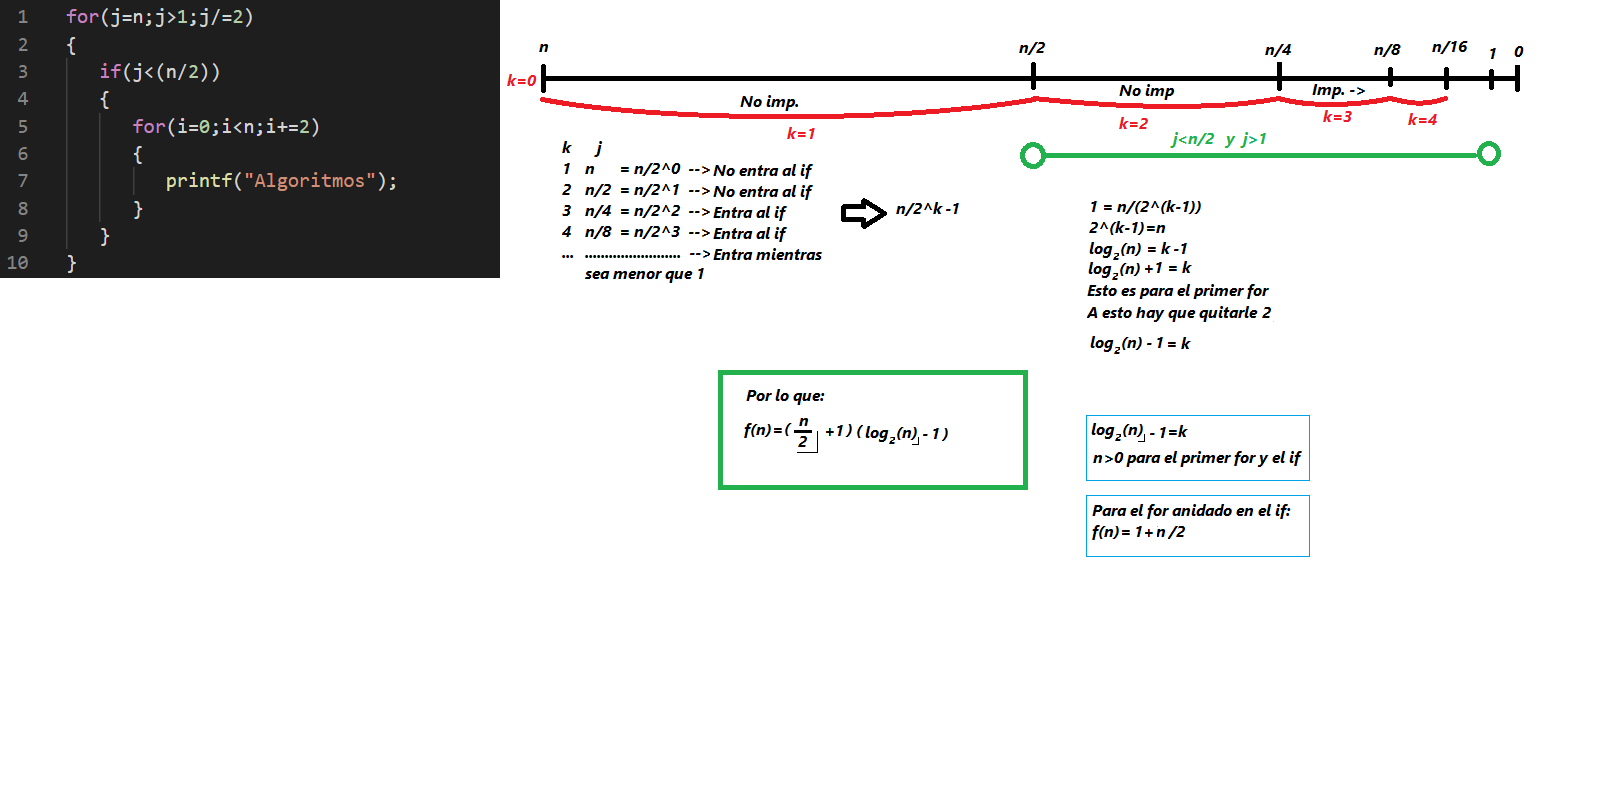 1 for(j=n;j>1;j/=2)
2 {
3 if(j<(n/2))
4 {
5 for(i=0;i<n;i+=2)
6 {
7 printf("Algoritmos");
8 }
9 }
10 }
n n/2 n/4 n/8 n/16 1 0
k=0
No imp. No imp Imp. ->
k=1 k=2 k=3 k=4
j<n/2 y j>1
k j
1 n = n/2^0 --> No entra al if
2 n/2 = n/2^1 --> No entra al if
3 n/4 = n/2^2 --> Entra al if
4 n/8 = n/2^3 --> Entra al if
... ........................ --> Entra mientras
sea menor que 1
n/2^k -1
1 = n/(2^(k-1))
2^(k-1)=n
log2(n) = k -1
log2(n) +1 = k
Esto es para el primer for
A esto hay que quitarle 2
log2(n) - 1 = k
Por lo que:
f(n)=( n/2⌋ +1 ) ( log2(n)⌋ - 1 )
log2(n)⌋ - 1=k
n>0 para el primer for y el if
Para el for anidado en el if:
f(n)= 1+ n /2